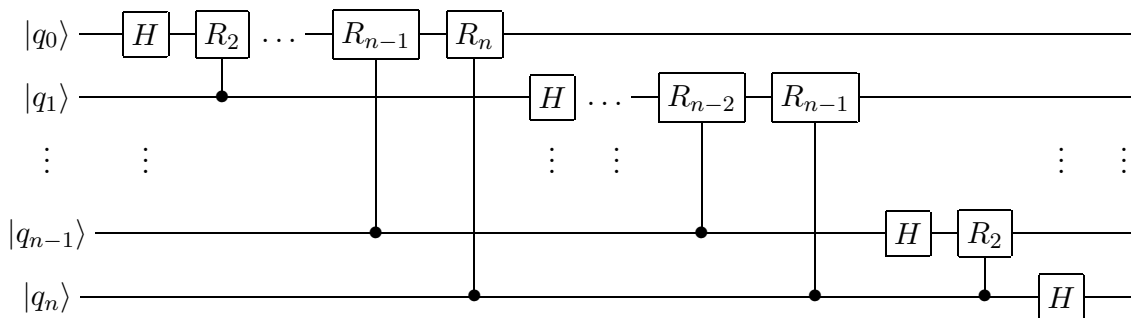 |q₀⟩ H R₂ … Rₙ₋₁ Rₙ
|q₁⟩ H … Rₙ₋₂ Rₙ₋₁
⋮ ⋮ ⋮ ⋮ ⋮ ⋮
|qₙ₋₁⟩ H R₂
|qₙ⟩ H